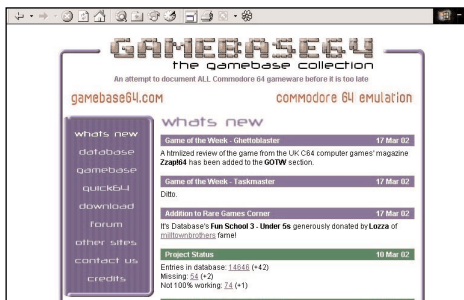 GAMEBASE64
the gamebase collection
An attempt to document ALL Commodore 64 gameware before it is too late
gamebase64.com
commodore 64 emulation
whats new
database
gamebase
quick64
download
forum
other sites
contact us
credits
whats new
Game of the Week - Ghettoblaster 17 Mar 02
A htmlized review of the game from the UK C64 computer games' magazine
Zzap!64 has been added to the GOTW section.
Game of the Week - Taskmaster 17 Mar 02
Ditto.
Addition to Rare Games Corner 17 Mar 02
It's Database's Fun School 3 - Under 5s generously donated by Lozza of
milltownbrothers fame!
Project Status 10 Mar 02
Entries in database: 14646 (+42)
Missing: 54 (+2)
Not 100% working: 74 (+1)